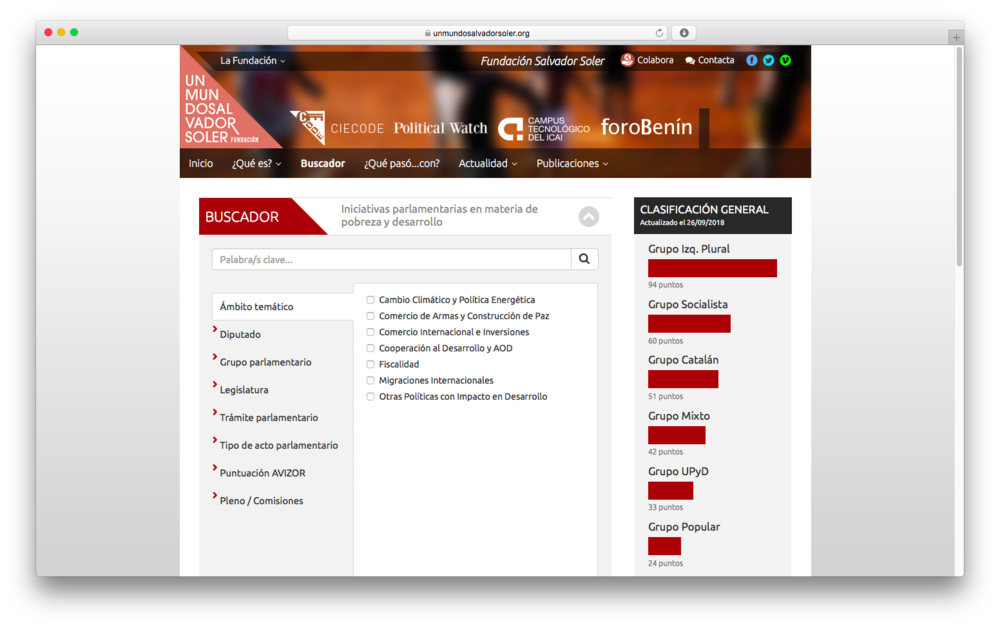 unmundosalvadorsoler.org
La Fundación
Fundación Salvador Soler
Colabora
Contacta
UN
MUN
DOSAL
VADOR
SOLER FUNDACIÓN
CIECODE
Political Watch
CAMPUS
TECNOLÓGICO
DEL ICAI
foroBenín
Inicio
¿Qué es?
Buscador
¿Qué pasó...con?
Actualidad
Publicaciones
BUSCADOR
Iniciativas parlamentarias en materia de
pobreza y desarrollo
Palabra/s clave...
Ámbito temático
Diputado
Grupo parlamentario
Legislatura
Trámite parlamentario
Tipo de acto parlamentario
Puntuación AVIZOR
Pleno / Comisiones
Cambio Climático y Política Energética
Comercio de Armas y Construcción de Paz
Comercio Internacional e Inversiones
Cooperación al Desarrollo y AOD
Fiscalidad
Migraciones Internacionales
Otras Políticas con Impacto en Desarrollo
CLASIFICACIÓN GENERAL
Actualizado el 26/09/2018
Grupo Izq. Plural
94 puntos
Grupo Socialista
60 puntos
Grupo Catalán
51 puntos
Grupo Mixto
42 puntos
Grupo UPyD
33 puntos
Grupo Popular
24 puntos